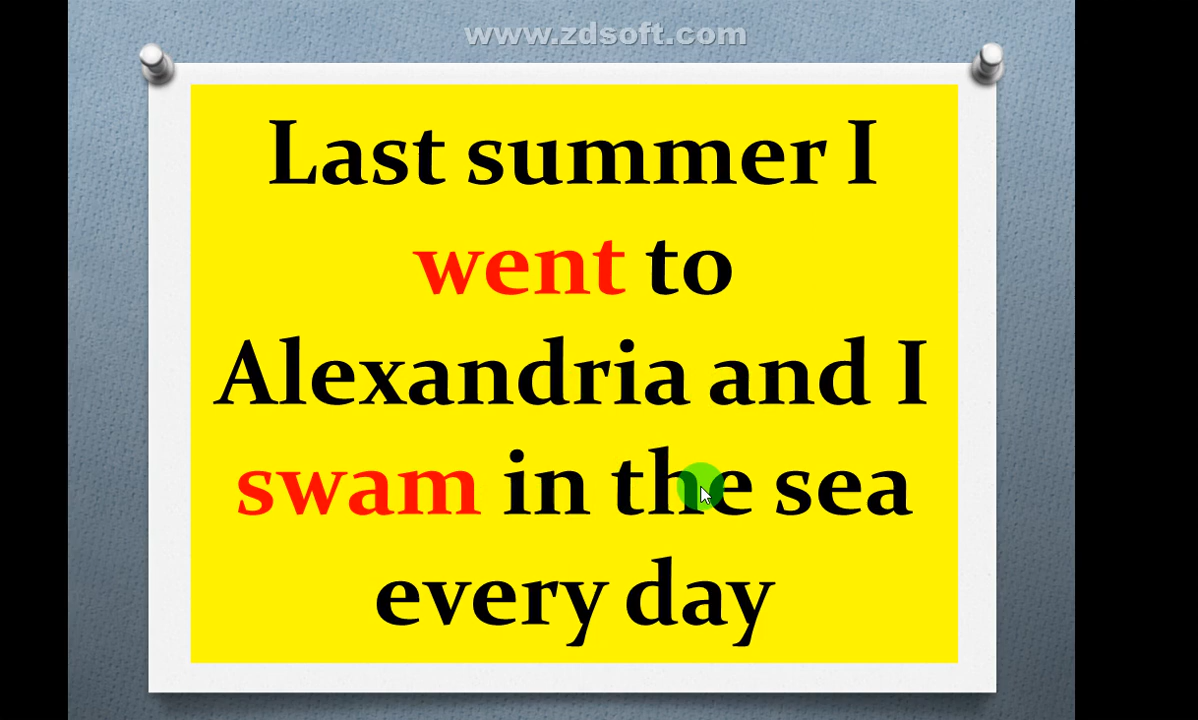 www.zdsoft.com
Last summer I
went to
Alexandria and I
swam in the sea
every day